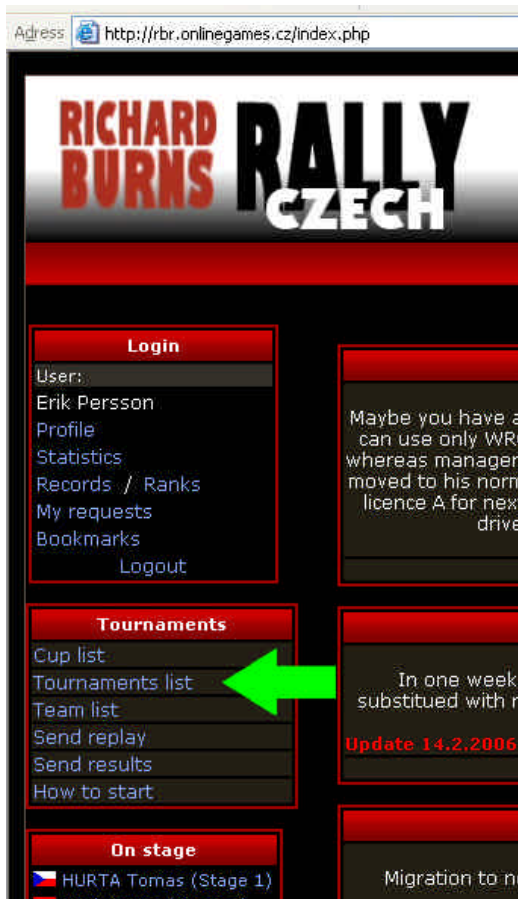 Adress http://rbr.onlinegames.cz/index.php
RICHARD BURNS RALLY
CZECH
Login
User:
Erik Persson
Profile
Statistics
Records / Ranks
My requests
Bookmarks
Logout
Tournaments
Cup list
Tournaments list
Team list
Send replay
Send results
How to start
On stage
HURTA Tomas (Stage 1)
Maybe you have a
can use only WR
whereas manager
moved to his norm
licence A for next
drive
In one week
substitued with r
Update 14.2.2006
Migration to n